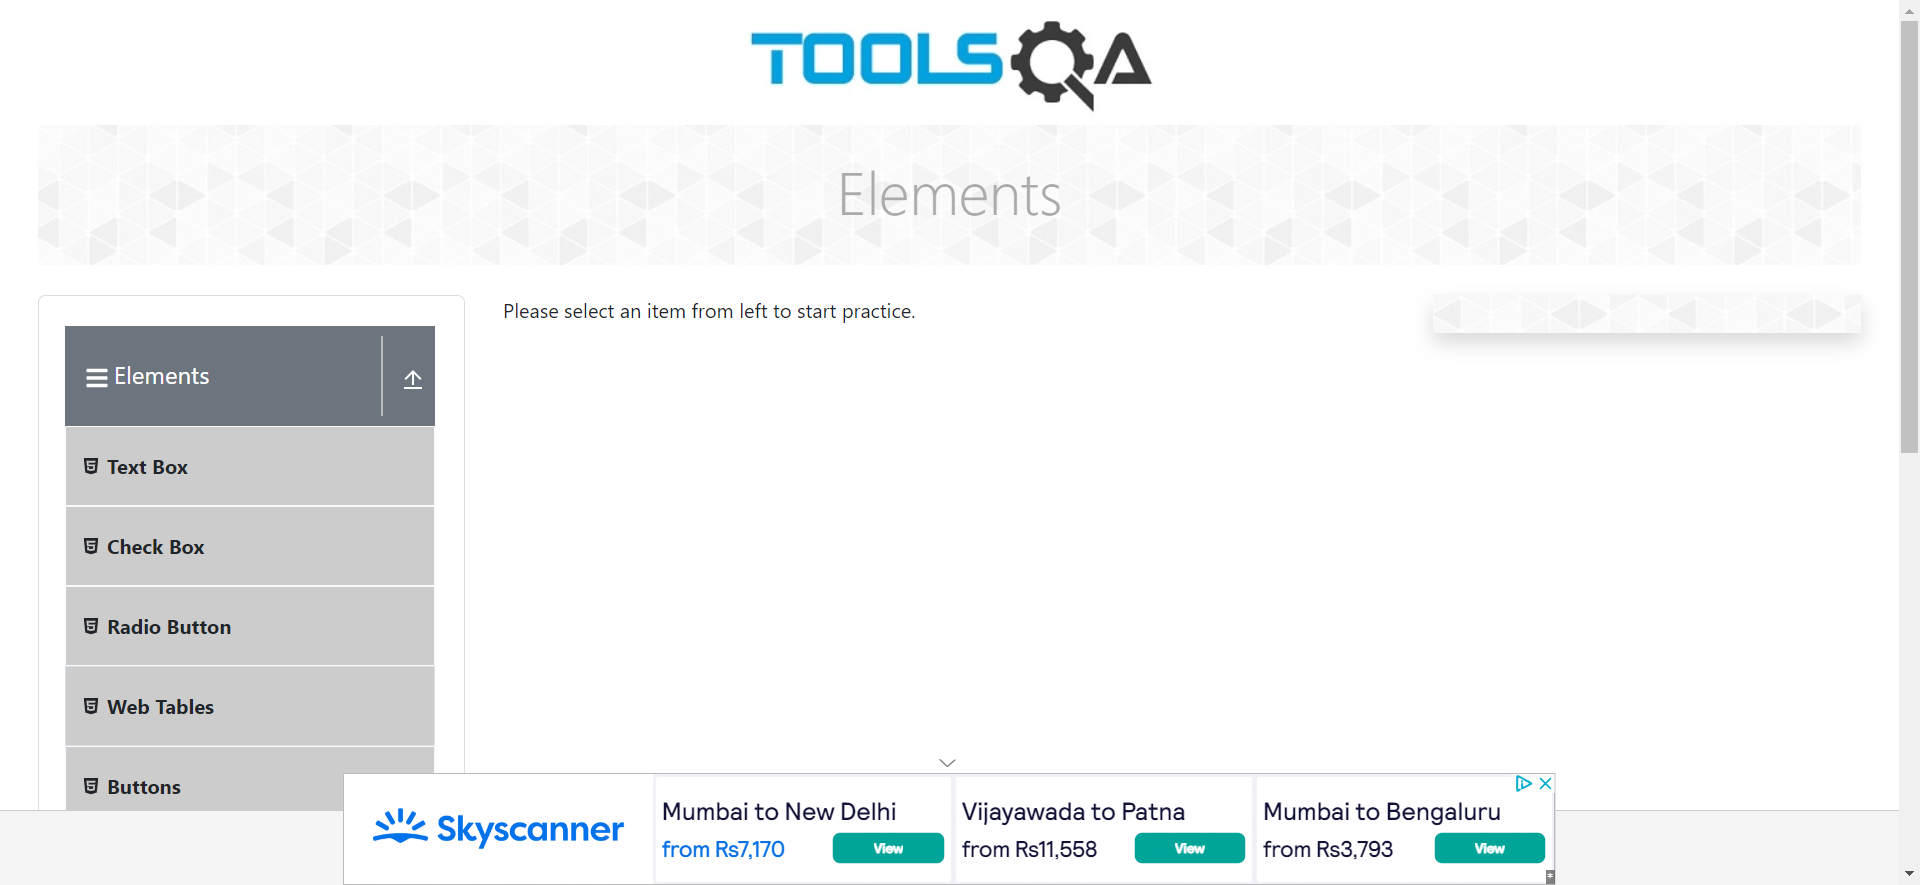 TOOLSQA
Elements
Please select an item from left to start practice.
Elements
Text Box
Check Box
Radio Button
Web Tables
Buttons
Skyscanner
Mumbai to New Delhi
from Rs7,170
View
Vijayawada to Patna
from Rs11,558
View
Mumbai to Bengaluru
from Rs3,793
View